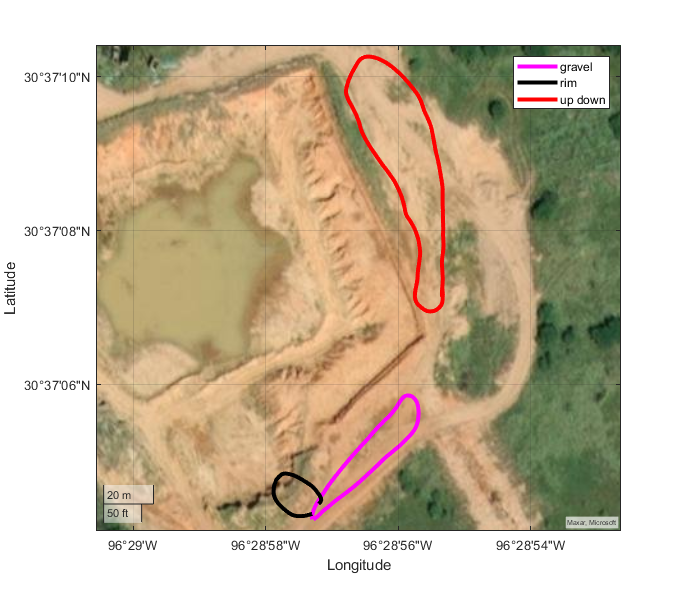 gravel
rim
up down
30°37'10"N
30°37'08"N
30°37'06"N
Latitude
20 m
50 ft
Maxar, Microsoft
96°29'W
96°28'58"W
96°28'56"W
96°28'54"W
Longitude